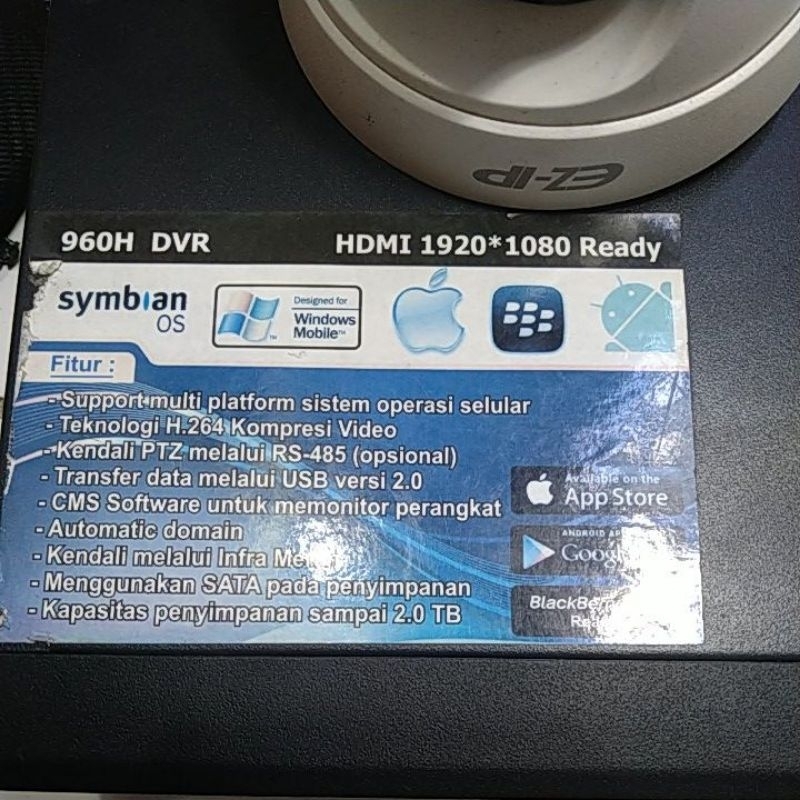 EZ-IP
960H DVR
HDMI 1920*1080 Ready
symbian
OS
Designed for
Windows
Mobile™
Fitur :
- Support multi platform sistem operasi selular
- Teknologi H.264 Kompresi Video
- Kendali PTZ melalui RS-485 (opsional)
- Transfer data melalui USB versi 2.0
- CMS Software untuk memonitor perangkat
- Automatic domain
- Kendali melalui Infra
- Menggunakan SATA pada penyimpanan
- Kapasitas penyimpanan sampai 2.0 TB
Available on the
App Store
ANDROID